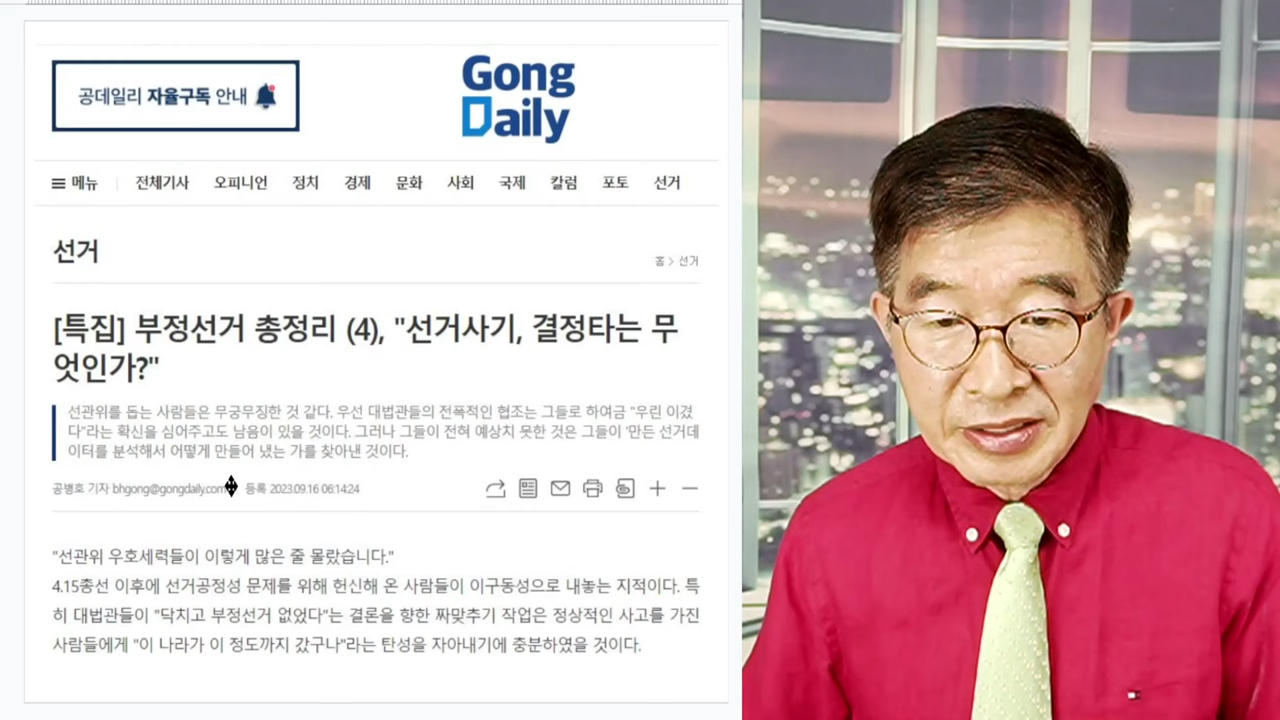 공데일리 자율구독 안내
Gong
Daily
메뉴 전체기사 오피니언 정치 경제 문화 사회 국제 칼럼 포토 선거
선거
홈 > 선거
[특집] 부정선거 총정리 (4), "선거사기, 결정타는 무
엇인가?"
선관위를 돕는 사람들은 무궁무진한 것 같다. 우선 대법관들의 전폭적인 협조는 그들로 하여금 "우린 이겼
다"라는 확신을 심어주고도 남음이 있을 것이다. 그러나 그들이 전혀 예상치 못한 것은 그들이 '만든 선거데
이터를 분석해서 어떻게 만들어 냈는 가를 찾아낸 것이다.
공병호 기자 bhgong@gongdaily.com 등록 2023.09.16 06:14:24
"선관위 우호세력들이 이렇게 많은 줄 몰랐습니다."
4.15총선 이후에 선거공정성 문제를 위해 헌신해 온 사람들이 이구동성으로 내놓는 지적이다. 특
히 대법관들이 "닥치고 부정선거 없었다"는 결론을 향한 짜맞추기 작업은 정상적인 사고를 가진
사람들에게 "이 나라가 이 정도까지 갔구나"라는 탄성을 자아내기에 충분하였을 것이다.